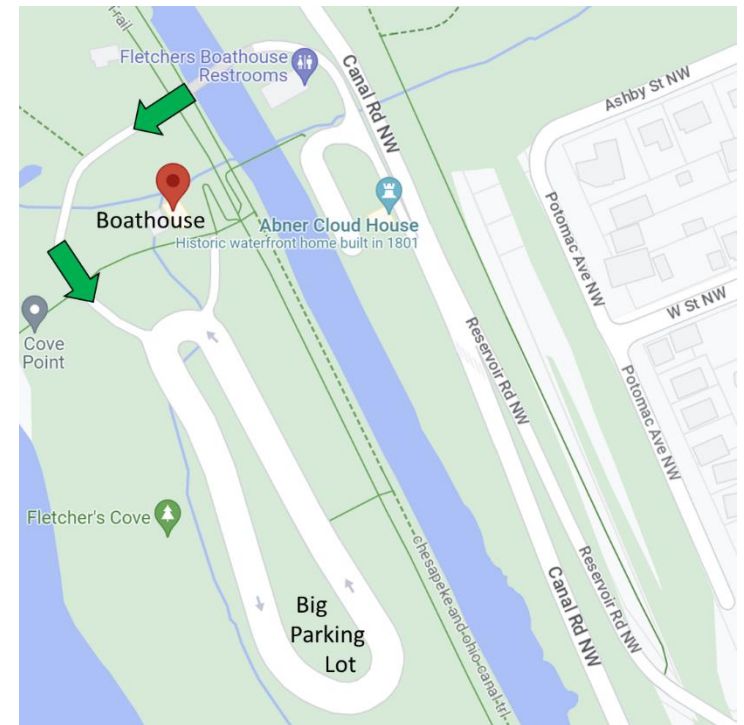 Trail
Fletchers Boathouse
Restrooms
Canal Rd NW
Ashby St NW
Boathouse
Abner Cloud House
Historic waterfront home built in 1801
Potomac Ave NW
W St NW
Cove
Point
Reservoir Rd NW
Potomac Ave NW
Fletcher's Cove
chesapeke-and-ohio-canal-trl
Reservoir Rd NW
Canal Rd NW
Big
Parking
Lot